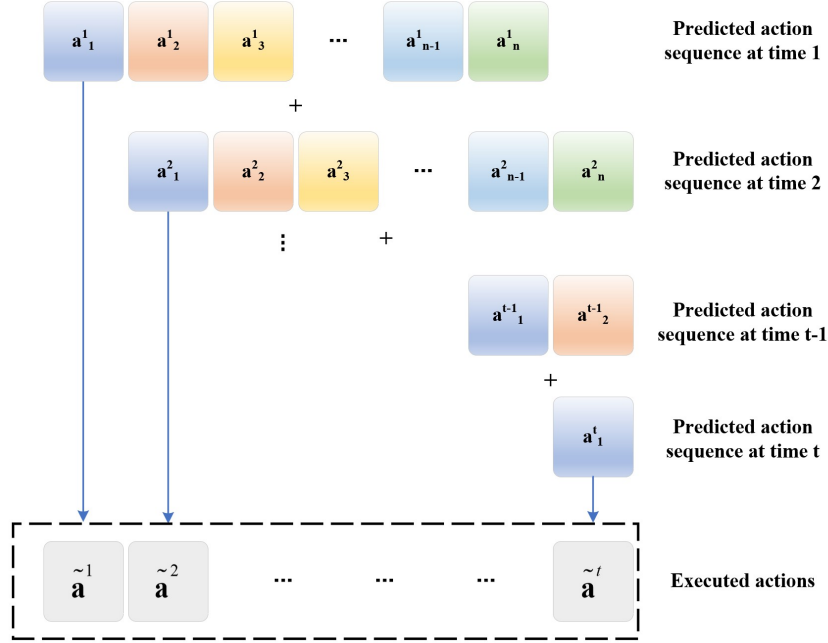 a¹₁ a¹₂ a¹₃ ... a¹ₙ₋₁ a¹ₙ Predicted action
sequence at time 1
+
a²₁ a²₂ a²₃ ... a²ₙ₋₁ a²ₙ Predicted action
sequence at time 2
⋮ +
aᵗ⁻¹₁ aᵗ⁻¹₂ Predicted action
sequence at time t-1
+
aᵗ₁ Predicted action
sequence at time t
ã¹ ã² ... ... ... ãᵗ Executed actions